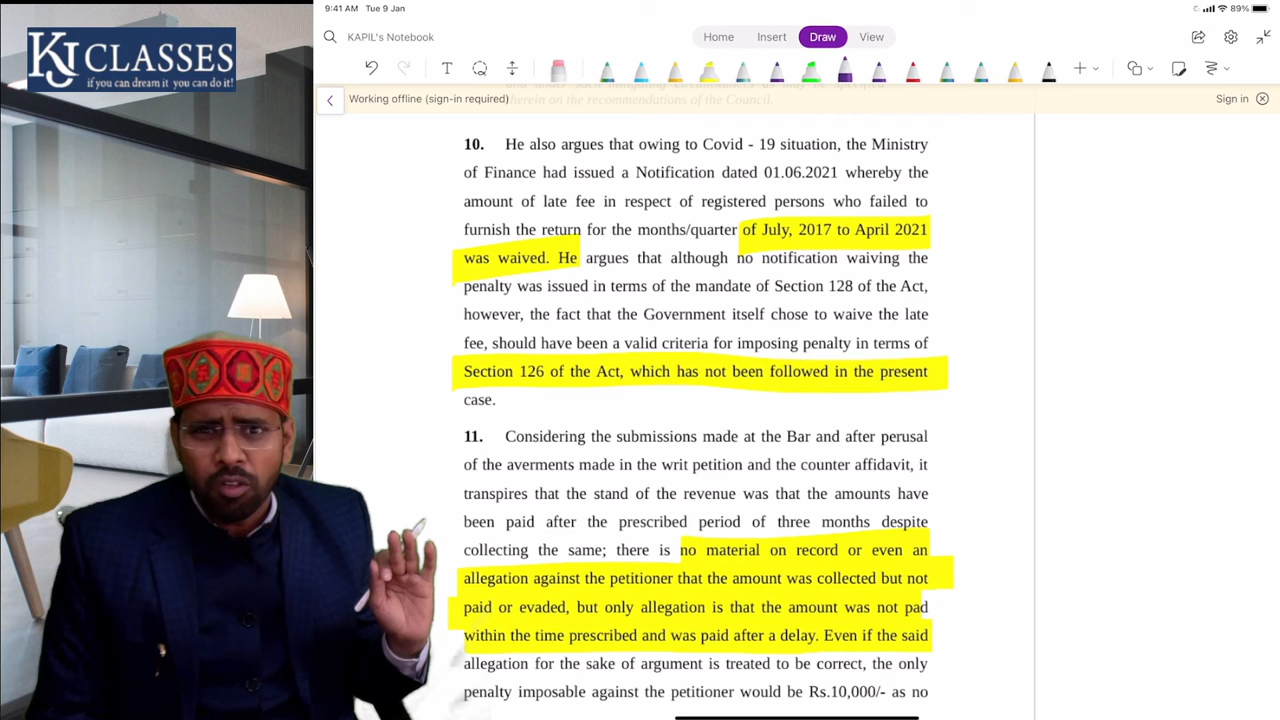 9:41 AM Tue 9 Jan
89%
KJ CLASSES
if you can dream it you can do it!
KAPIL's Notebook
Home Insert Draw View
Working offline (sign-in required)
Sign in
therein on the recommendations of the Council.
10. He also argues that owing to Covid - 19 situation, the Ministry
of Finance had issued a Notification dated 01.06.2021 whereby the
amount of late fee in respect of registered persons who failed to
furnish the return for the months/quarter of July, 2017 to April 2021
was waived. He argues that although no notification waiving the
penalty was issued in terms of the mandate of Section 128 of the Act,
however, the fact that the Government itself chose to waive the late
fee, should have been a valid criteria for imposing penalty in terms of
Section 126 of the Act, which has not been followed in the present
case.
11. Considering the submissions made at the Bar and after perusal
of the averments made in the writ petition and the counter affidavit, it
transpires that the stand of the revenue was that the amounts have
been paid after the prescribed period of three months despite
collecting the same; there is no material on record or even an
allegation against the petitioner that the amount was collected but not
paid or evaded, but only allegation is that the amount was not pad
within the time prescribed and was paid after a delay. Even if the said
allegation for the sake of argument is treated to be correct, the only
penalty imposable against the petitioner would be Rs.10,000/- as no